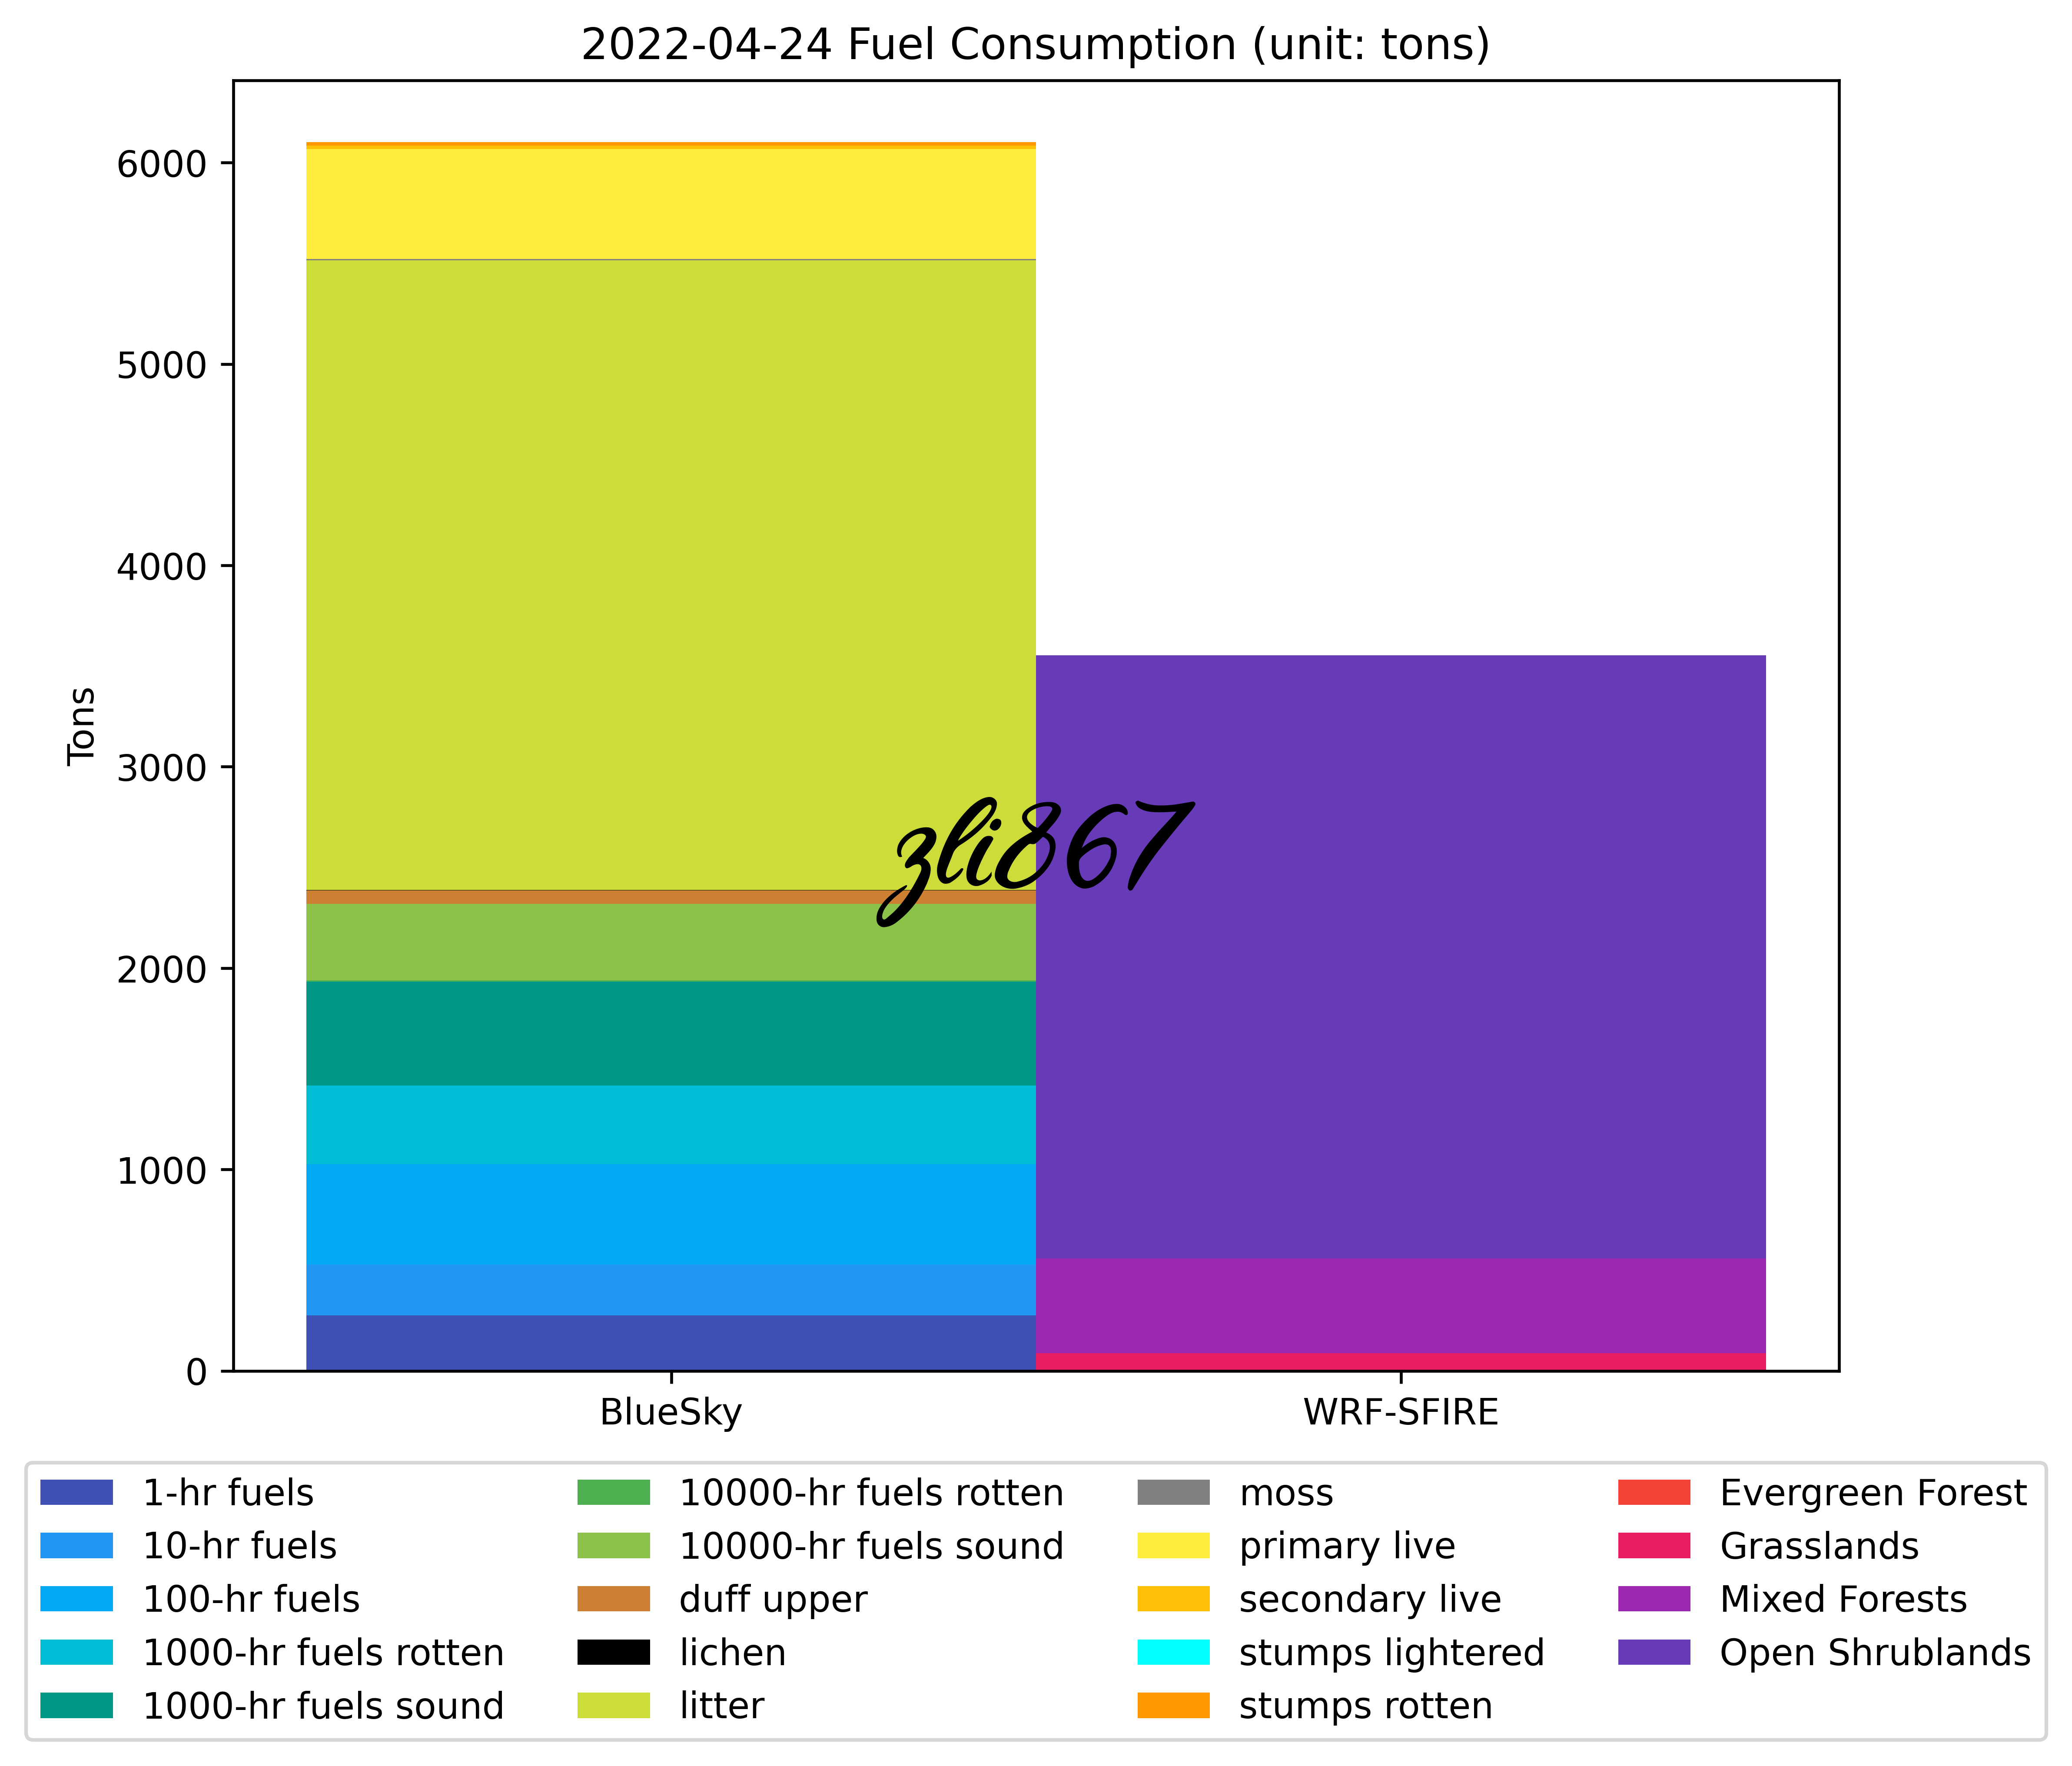 2022-04-24 Fuel Consumption (unit: tons)
6000
5000
4000
3000
2000
1000
0
Tons
zli867
BlueSky
WRF-SFIRE
1-hr fuels
10-hr fuels
100-hr fuels
1000-hr fuels rotten
1000-hr fuels sound
10000-hr fuels rotten
10000-hr fuels sound
duff upper
lichen
litter
moss
primary live
secondary live
stumps lightered
stumps rotten
Evergreen Forest
Grasslands
Mixed Forests
Open Shrublands